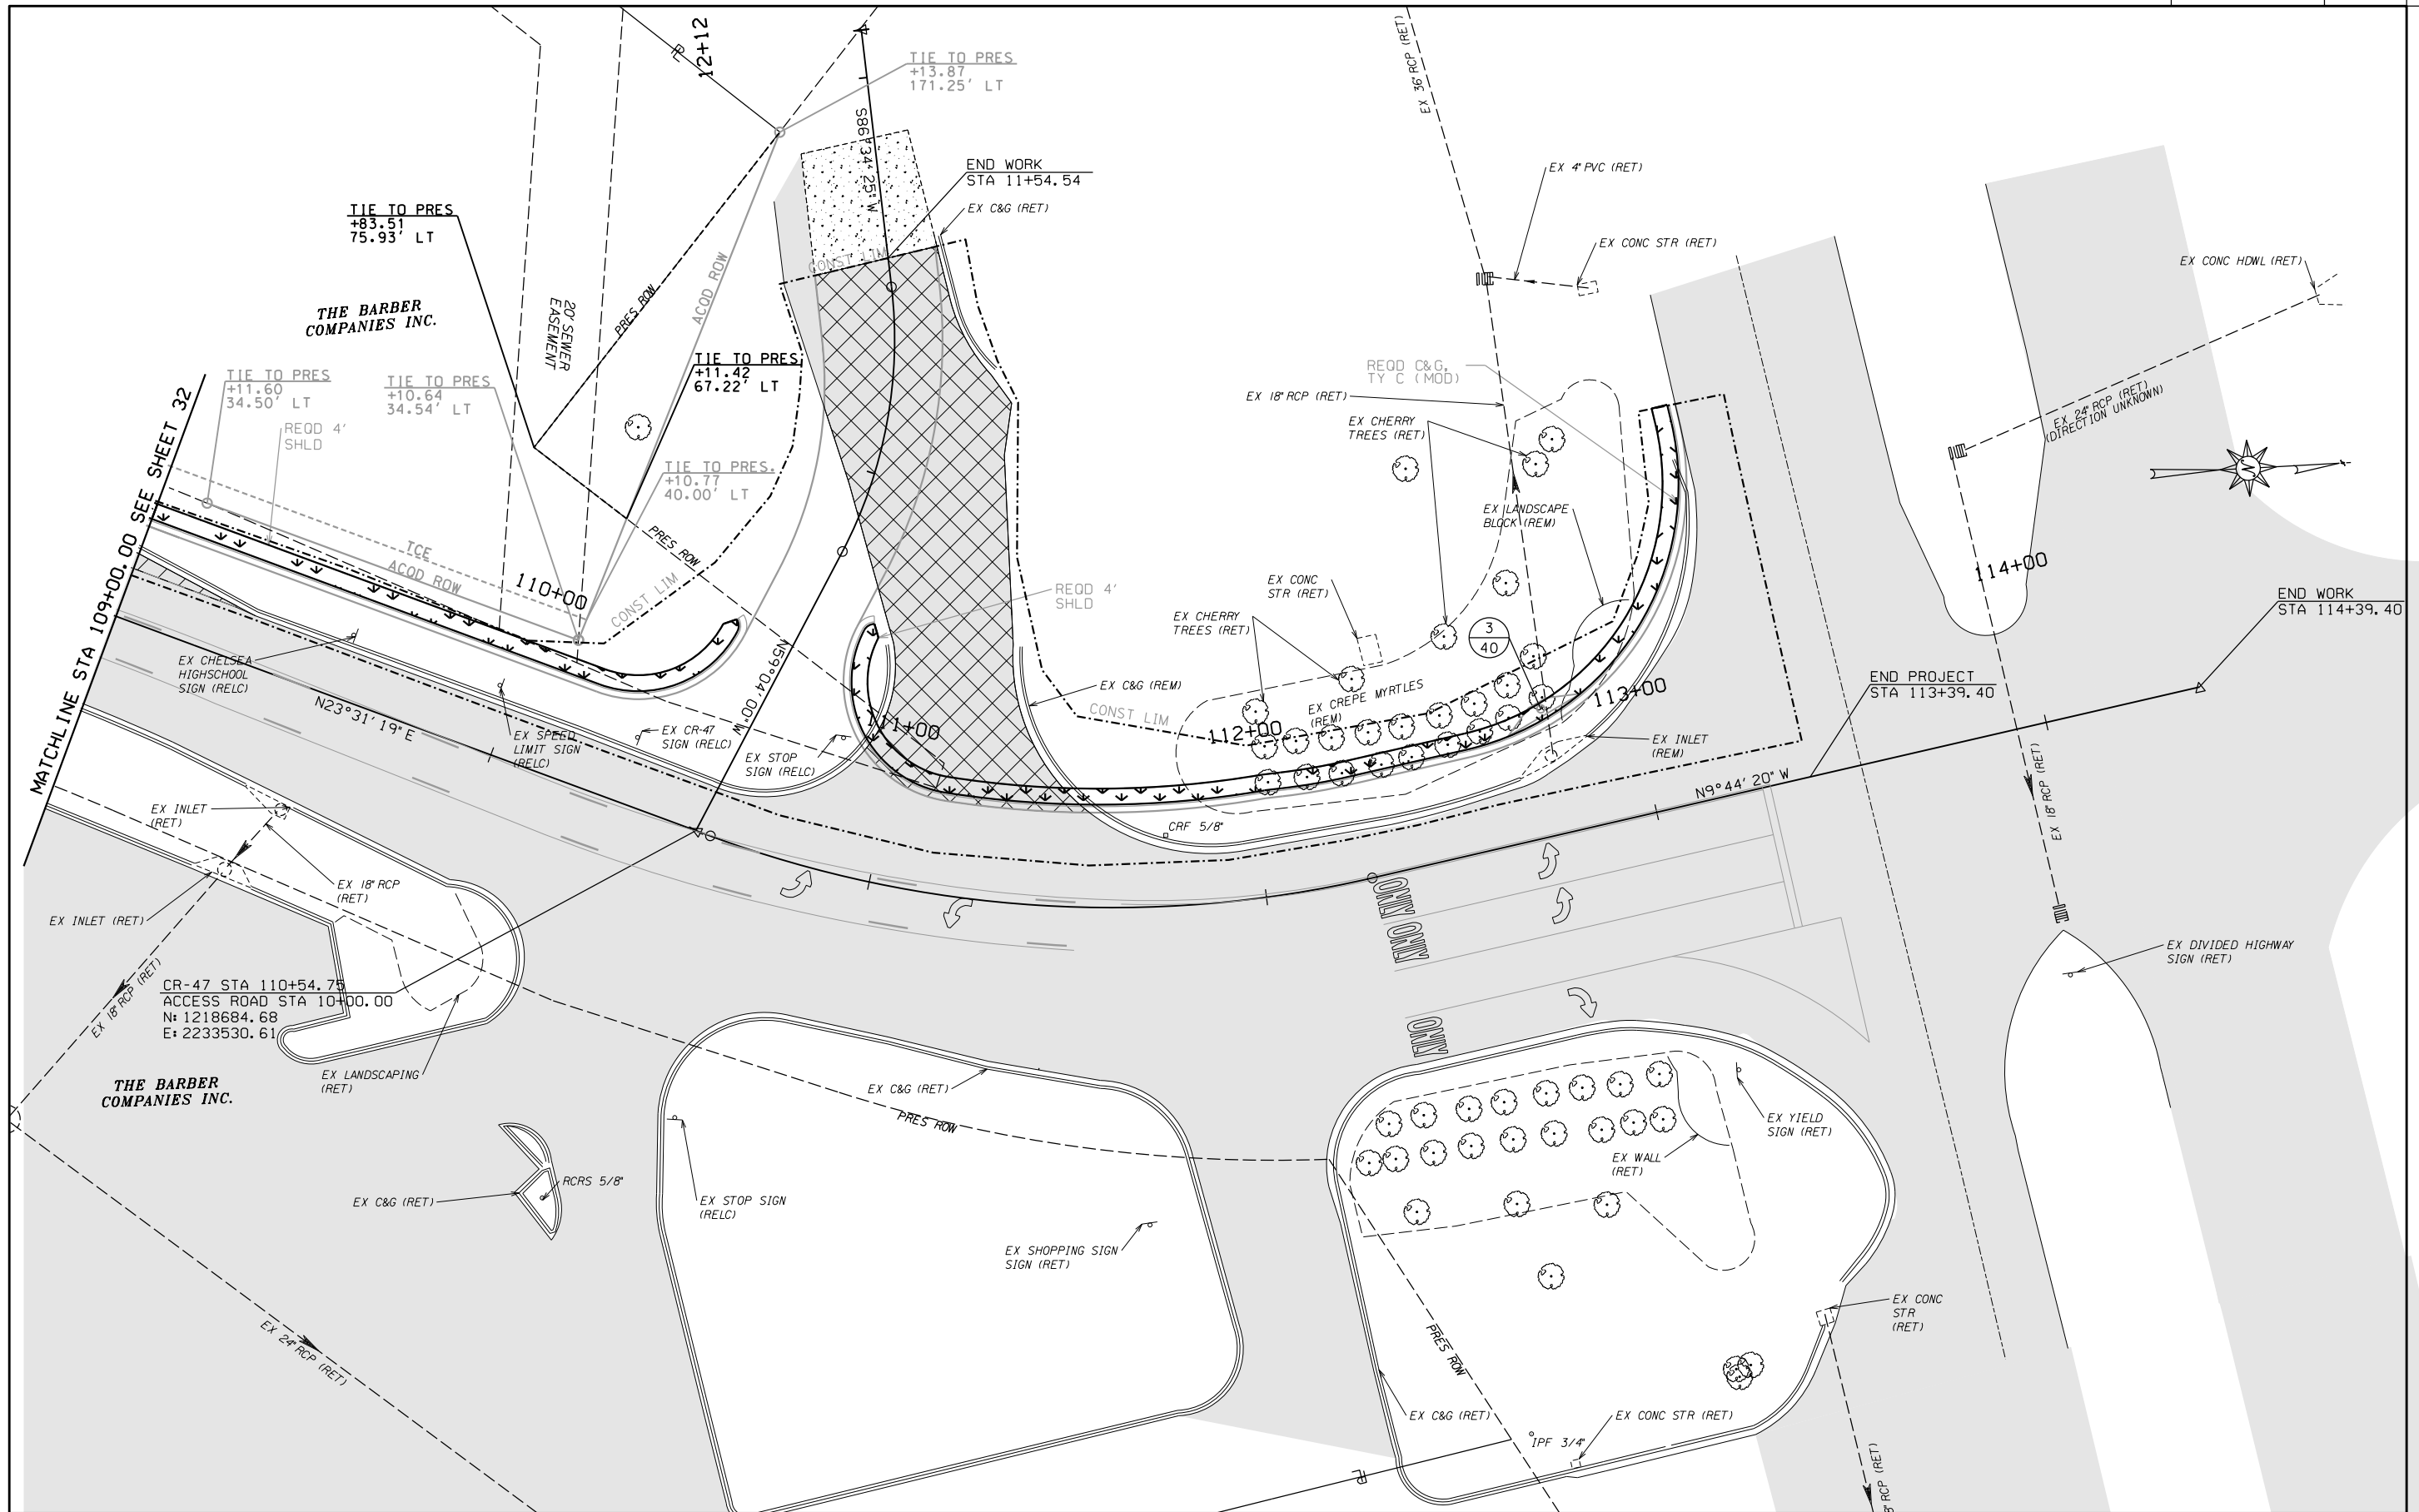 12+12
PL
TIE TO PRES
+13.87
171.25' LT
S86°34'25"W
END WORK
STA 11+54.54
EX C&G (RET)
CONST LIM
EX 36" RCP (RET)
EX 4" PVC (RET)
EX CONC STR (RET)
EX CONC HDWL (RET)
TIE TO PRES
+83.51
75.93' LT
THE BARBER
COMPANIES INC.
20' SEWER
EASEMENT
PRES ROW
ACQD ROW
TIE TO PRES
+11.42
67.22' LT
TIE TO PRES
+11.60
34.50' LT
TIE TO PRES
+10.64
34.54' LT
REQD 4'
SHLD
TIE TO PRES.
+10.77
40.00' LT
REQD C&G,
TY C (MOD)
EX 18" RCP (RET)
EX CHERRY
TREES (RET)
EX 24" RCP (RET)
(DIRECTION UNKNOWN)
N
EX LANDSCAPE
BLOCK (REM)
MATCHLINE STA 109+00.00 SEE SHEET 32
TCE
ACQD ROW
110+00
CONST LIM
PRES ROW
REQD 4'
SHLD
EX CONC
STR (RET)
EX CHERRY
TREES (RET)
3
40
114+00
END WORK
STA 114+39.40
EX CHELSEA
HIGHSCHOOL
SIGN (RELC)
N23°31'19"E
EX SPEED
LIMIT SIGN
(RELC)
EX CR-47
SIGN (RELC)
N59°04'00"W
EX STOP
SIGN (RELC)
111+00
EX C&G (REM)
CONST LIM
EX CREPE MYRTLES
(REM)
112+00
113+00
END PROJECT
STA 113+39.40
EX INLET
(REM)
N9°44'20"W
EX 18" RCP (RET)
EX INLET
(RET)
CRF 5/8"
EX 18" RCP
(RET)
EX INLET (RET)
ONLY ONLY
ONLY
EX DIVIDED HIGHWAY
SIGN (RET)
EX 18" RCP (RET)
CR-47 STA 110+54.75
ACCESS ROAD STA 10+00.00
N: 1218684.68
E: 2233530.61
THE BARBER
COMPANIES INC.
EX LANDSCAPING
(RET)
EX C&G (RET)
PRES ROW
EX YIELD
SIGN (RET)
EX WALL
(RET)
EX C&G (RET)
RCRS 5/8"
EX STOP SIGN
(RELC)
EX SHOPPING SIGN
SIGN (RET)
EX CONC
STR
(RET)
EX 24" RCP (RET)
PRES ROW
EX C&G (RET)
EX CONC STR (RET)
IPF 3/4"
PL
8" RCP (RET)